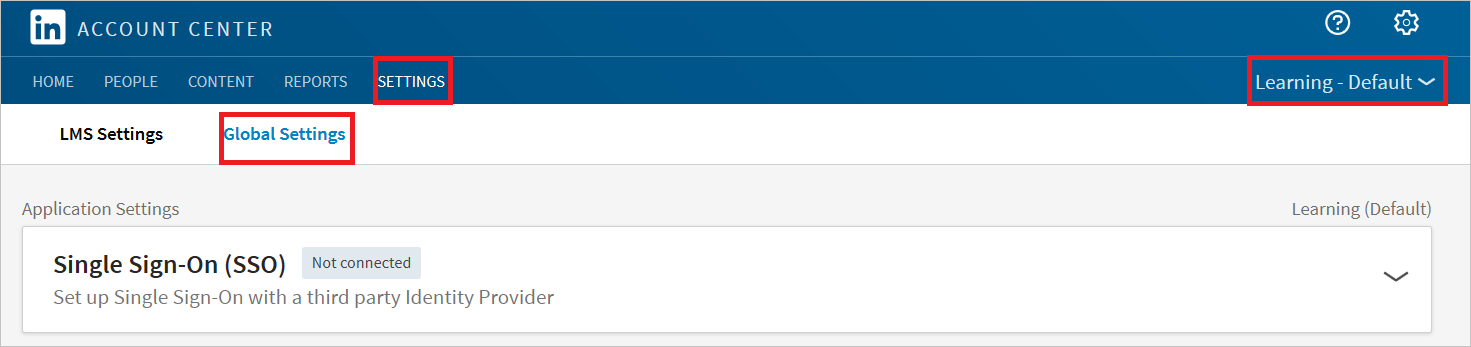 in ACCOUNT CENTER
HOME PEOPLE CONTENT REPORTS SETTINGS Learning - Default
LMS Settings Global Settings
Application Settings Learning (Default)
Single Sign-On (SSO) Not connected
Set up Single Sign-On with a third party Identity Provider